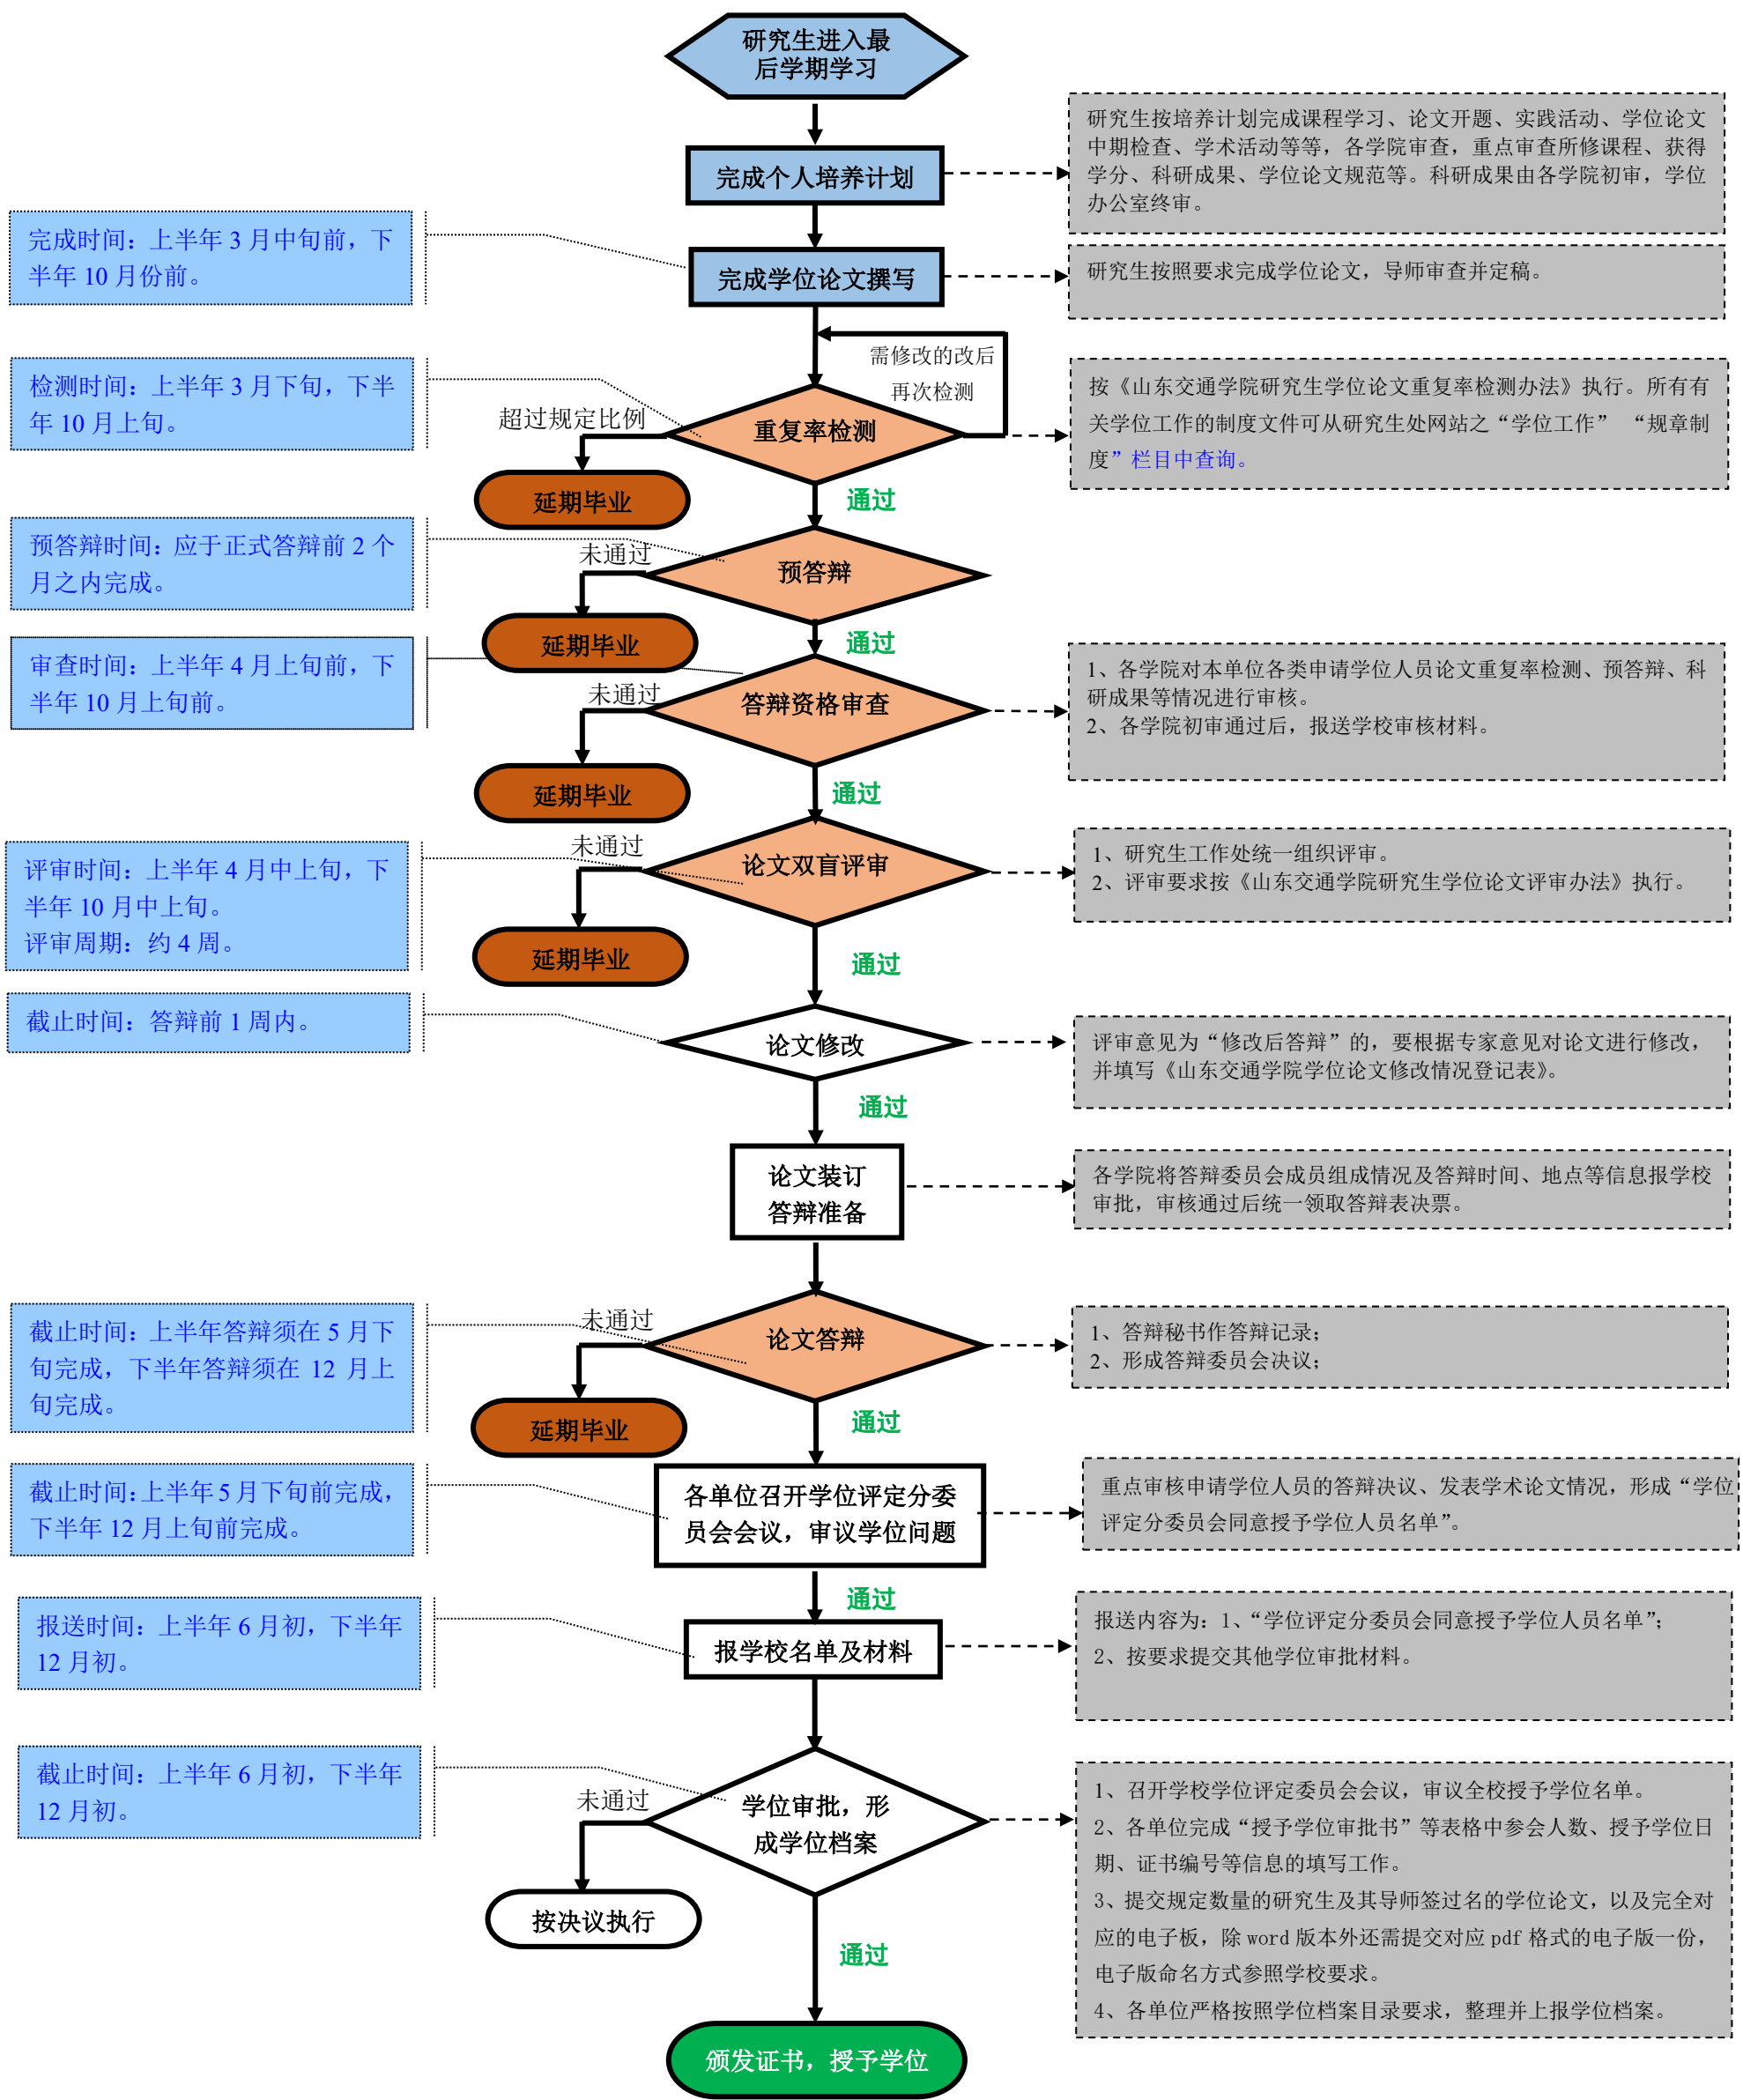 研究生进入最
后学期学习
研究生按培养计划完成课程学习、论文开题、实践活动、学位论文
中期检查、学术活动等等，各学院审查，重点审查所修课程、获得
学分、科研成果、学位论文规范等。科研成果由各学院初审，学位
办公室终审。
完成个人培养计划
完成时间：上半年 3 月中旬前，下
半年 10 月份前。
完成学位论文撰写
研究生按照要求完成学位论文，导师审查并定稿。
需修改的改后
再次检测
检测时间：上半年 3 月下旬，下半
年 10 月上旬。
超过规定比例
重复率检测
按《山东交通学院研究生学位论文重复率检测办法》执行。所有有
关学位工作的制度文件可从研究生处网站之“学位工作” “规章制
度”栏目中查询。
延期毕业
通过
预答辩时间：应于正式答辩前 2 个
月之内完成。
未通过
预答辩
延期毕业
通过
审查时间：上半年 4 月上旬前，下
半年 10 月上旬前。
未通过
答辩资格审查
1、各学院对本单位各类申请学位人员论文重复率检测、预答辩、科
研成果等情况进行审核。
2、各学院初审通过后，报送学校审核材料。
延期毕业
通过
评审时间：上半年 4 月中上旬，下
半年 10 月中上旬。
评审周期：约 4 周。
未通过
论文双盲评审
1、研究生工作处统一组织评审。
2、评审要求按《山东交通学院研究生学位论文评审办法》执行。
延期毕业
通过
截止时间：答辩前 1 周内。
论文修改
评审意见为“修改后答辩”的，要根据专家意见对论文进行修改，
并填写《山东交通学院学位论文修改情况登记表》。
通过
论文装订
答辩准备
各学院将答辩委员会成员组成情况及答辩时间、地点等信息报学校
审批，审核通过后统一领取答辩表决票。
截止时间：上半年答辩须在 5 月下
旬完成，下半年答辩须在 12 月上
旬完成。
未通过
论文答辩
1、答辩秘书作答辩记录；
2、形成答辩委员会决议；
延期毕业
通过
截止时间：上半年 5 月下旬前完成，
下半年 12 月上旬前完成。
各单位召开学位评定分委
员会会议，审议学位问题
重点审核申请学位人员的答辩决议、发表学术论文情况，形成“学位
评定分委员会同意授予学位人员名单”。
通过
报送时间：上半年 6 月初，下半年
12 月初。
报学校名单及材料
报送内容为：1、“学位评定分委员会同意授予学位人员名单”；
2、按要求提交其他学位审批材料。
截止时间：上半年 6 月初，下半年
12 月初。
未通过
学位审批，形
成学位档案
1、召开学校学位评定委员会会议，审议全校授予学位名单。
2、各单位完成“授予学位审批书”等表格中参会人数、授予学位日
期、证书编号等信息的填写工作。
3、提交规定数量的研究生及其导师签过名的学位论文，以及完全对
应的电子板，除 word 版本外还需提交对应 pdf 格式的电子版一份，
电子版命名方式参照学校要求。
4、各单位严格按照学位档案目录要求，整理并上报学位档案。
按决议执行
通过
颁发证书，授予学位